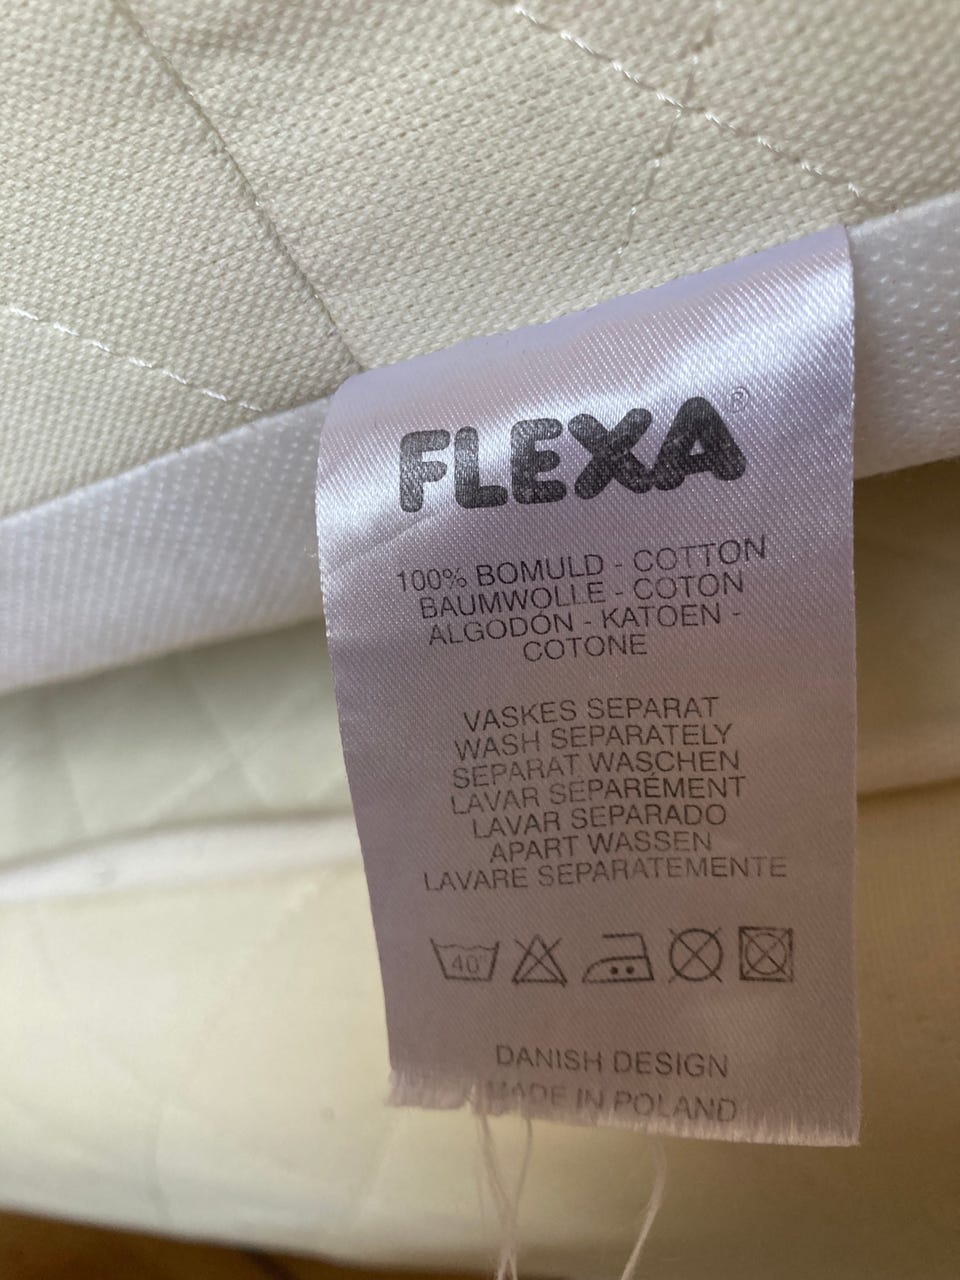 FLEXA®
100% BOMULD - COTTON
BAUMWOLLE - COTON
ALGODÓN - KATOEN -
COTONE
VASKES SEPARAT
WASH SEPARATELY
SEPARAT WASCHEN
LAVAR SEPARÉMENT
LAVAR SEPARADO
APART WASSEN
LAVARE SEPARATEMENTE
40°
DANISH DESIGN
MADE IN POLAND